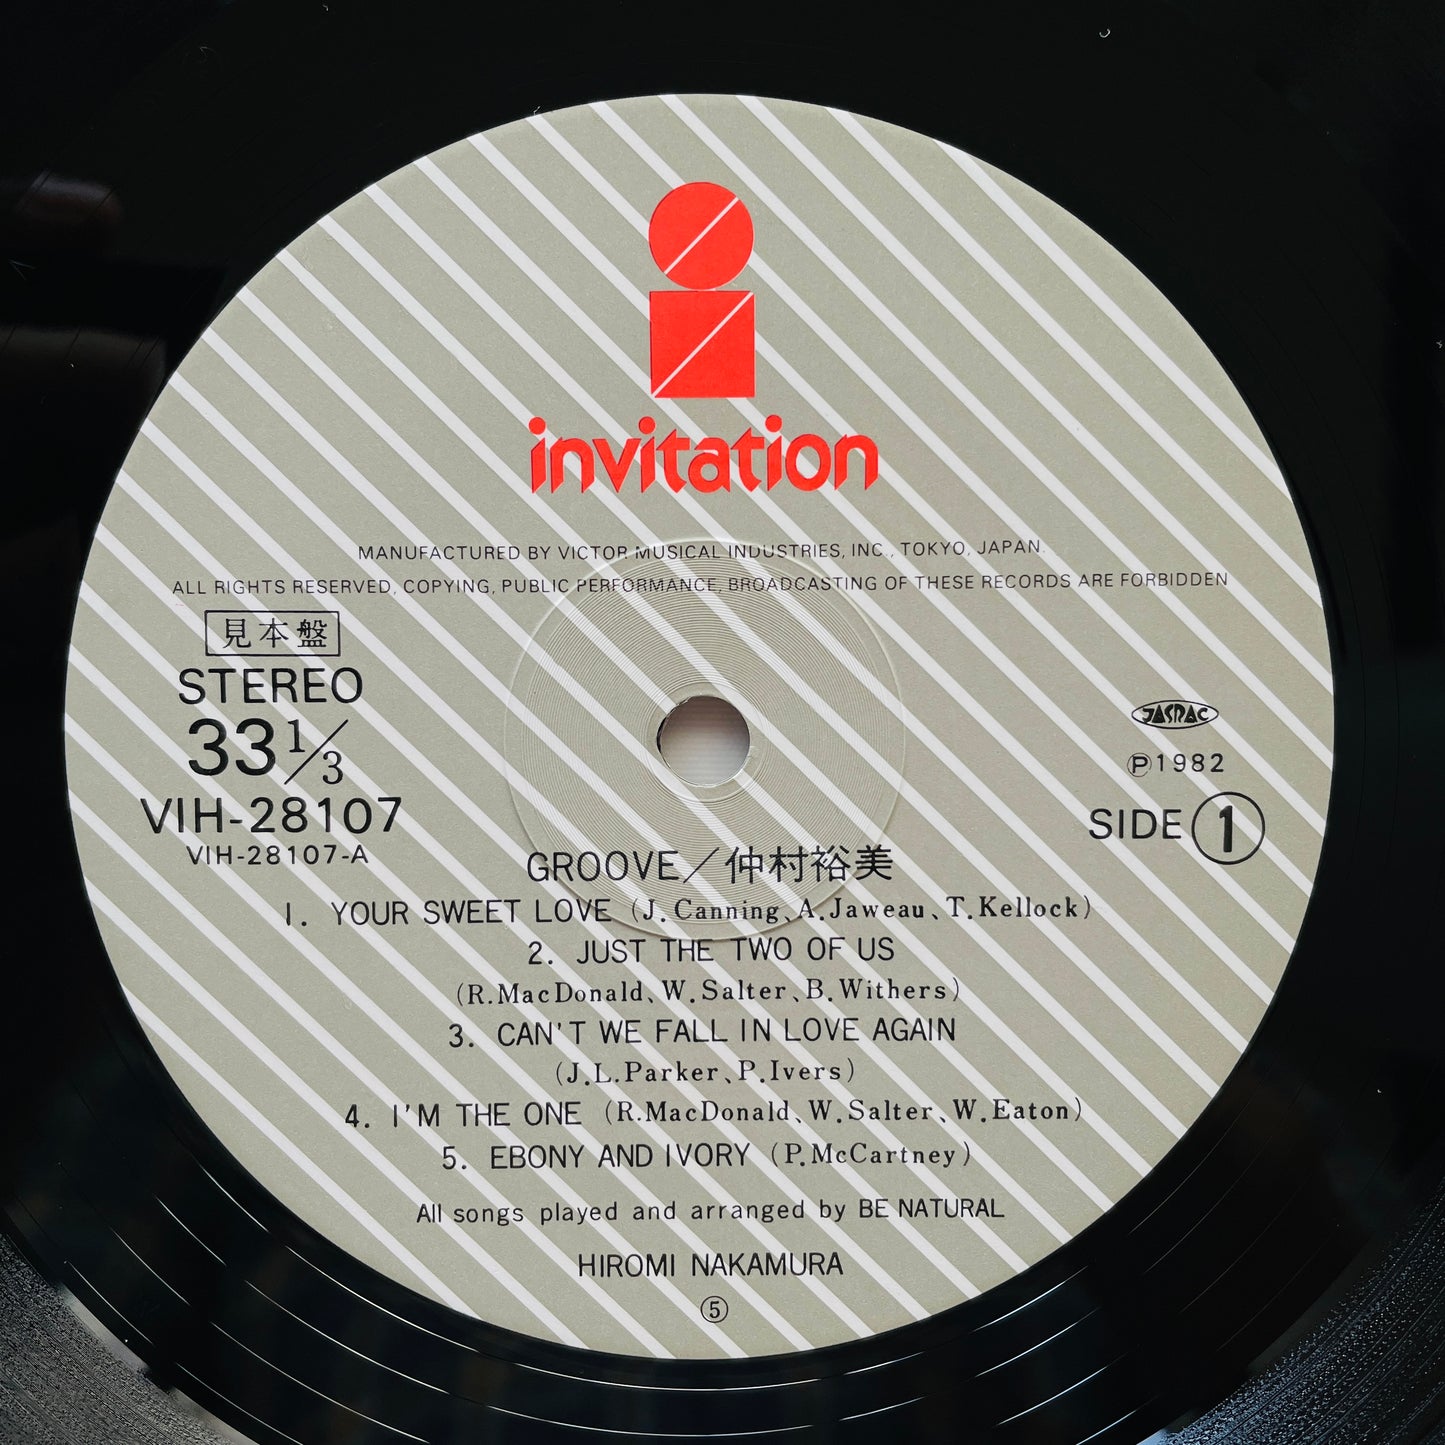 invitation
MANUFACTURED BY VICTOR MUSICAL INDUSTRIES, INC., TOKYO, JAPAN.
ALL RIGHTS RESERVED, COPYING, PUBLIC PERFORMANCE, BROADCASTING OF THESE RECORDS ARE FORBIDDEN
見本盤
STEREO
33 1/3
VIH-28107
VIH-28107-A
JASRAC
Ⓟ1982
SIDE 1
GROOVE／仲村裕美
1. YOUR SWEET LOVE (J.Canning、A.Jaweau、T.Kellock)
2. JUST THE TWO OF US
(R.MacDonald、W.Salter、B.Withers)
3. CAN'T WE FALL IN LOVE AGAIN
(J.L.Parker、P.Ivers)
4. I'M THE ONE (R.MacDonald、W.Salter、W.Eaton)
5. EBONY AND IVORY (P.McCartney)
All songs played and arranged by BE NATURAL
HIROMI NAKAMURA
⑤